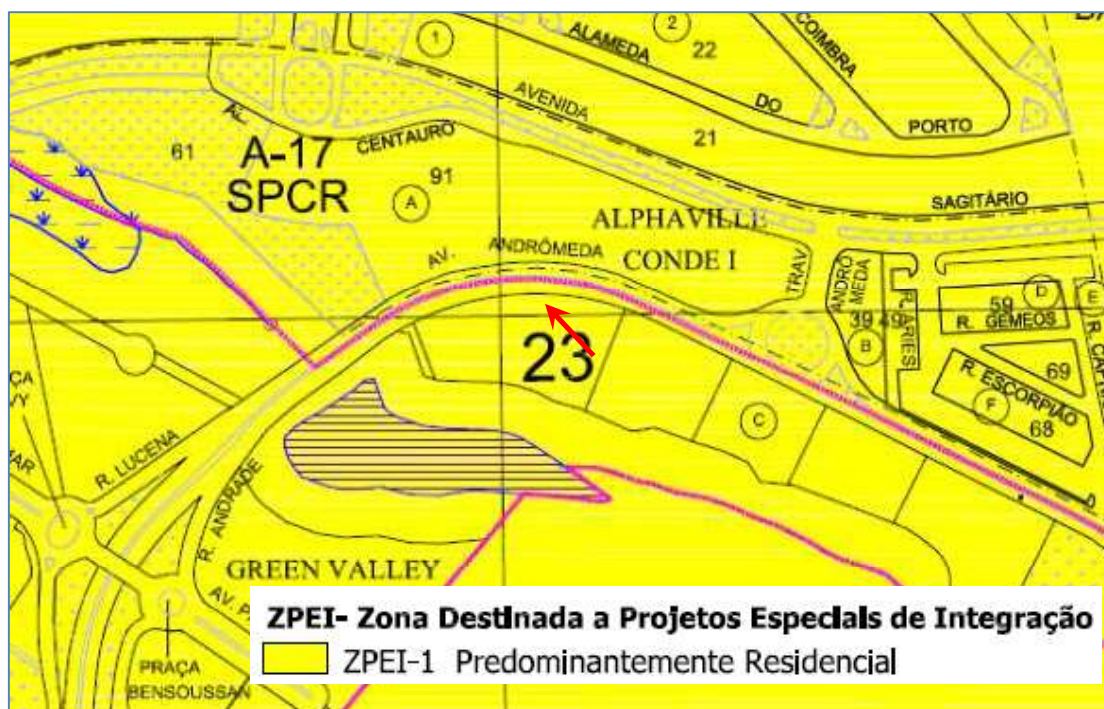 1
2
22
ALAMEDA
DO
PORTO
COIMBRA
AVENIDA
SAGITÁRIO
21
61
A-17
SPCR
AL.
CENTAURO
91
A
AV.
ANDRÔMEDA
ALPHAVILLE
CONDE I
TRAV
ANDRÔ
MEDA
39 49
B
R. ARIES
59
D
E
R. GEMEOS
69
R. ESCORPIÃO
F
68
23
C
R. LUCENA
R. ANDRADE
GREEN VALLEY
PRAÇA
BENSOUSSAN
ZPEI- Zona Destinada a Projetos Especiais de Integração
ZPEI-1 Predominantemente Residencial